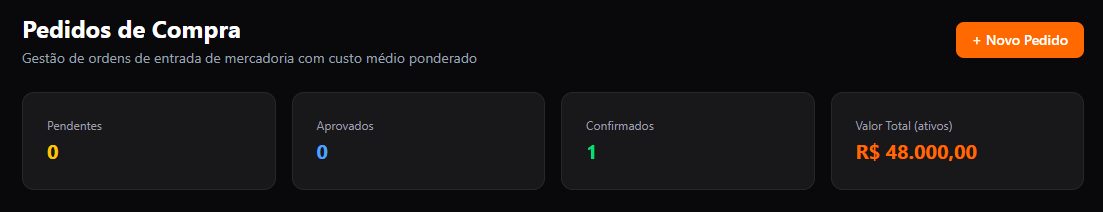 Pedidos de Compra
Gestão de ordens de entrada de mercadoria com custo médio ponderado
+ Novo Pedido
Pendentes
0
Aprovados
0
Confirmados
1
Valor Total (ativos)
R$ 48.000,00